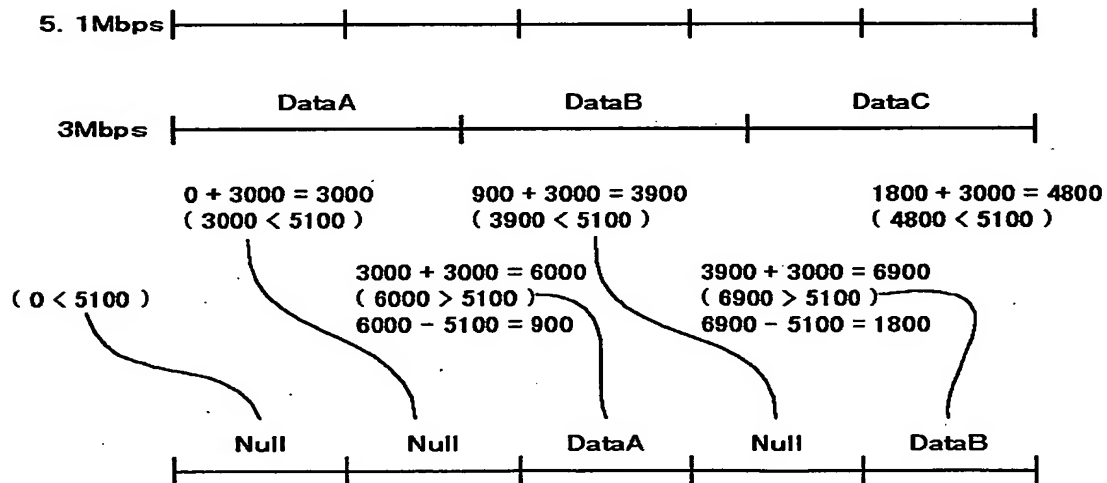 5. 1Mbps
DataA DataB DataC
3Mbps
0 + 3000 = 3000
( 3000 < 5100 )
900 + 3000 = 3900
( 3900 < 5100 )
1800 + 3000 = 4800
( 4800 < 5100 )
( 0 < 5100 )
3000 + 3000 = 6000
( 6000 > 5100 )
6000 - 5100 = 900
3900 + 3000 = 6900
( 6900 > 5100 )
6900 - 5100 = 1800
Null Null DataA Null DataB